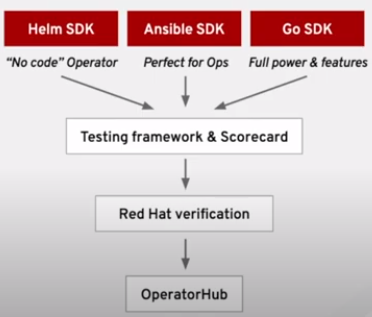 Helm SDK
Ansible SDK
Go SDK
“No code” Operator
Perfect for Ops
Full power & features
Testing framework & Scorecard
Red Hat verification
OperatorHub